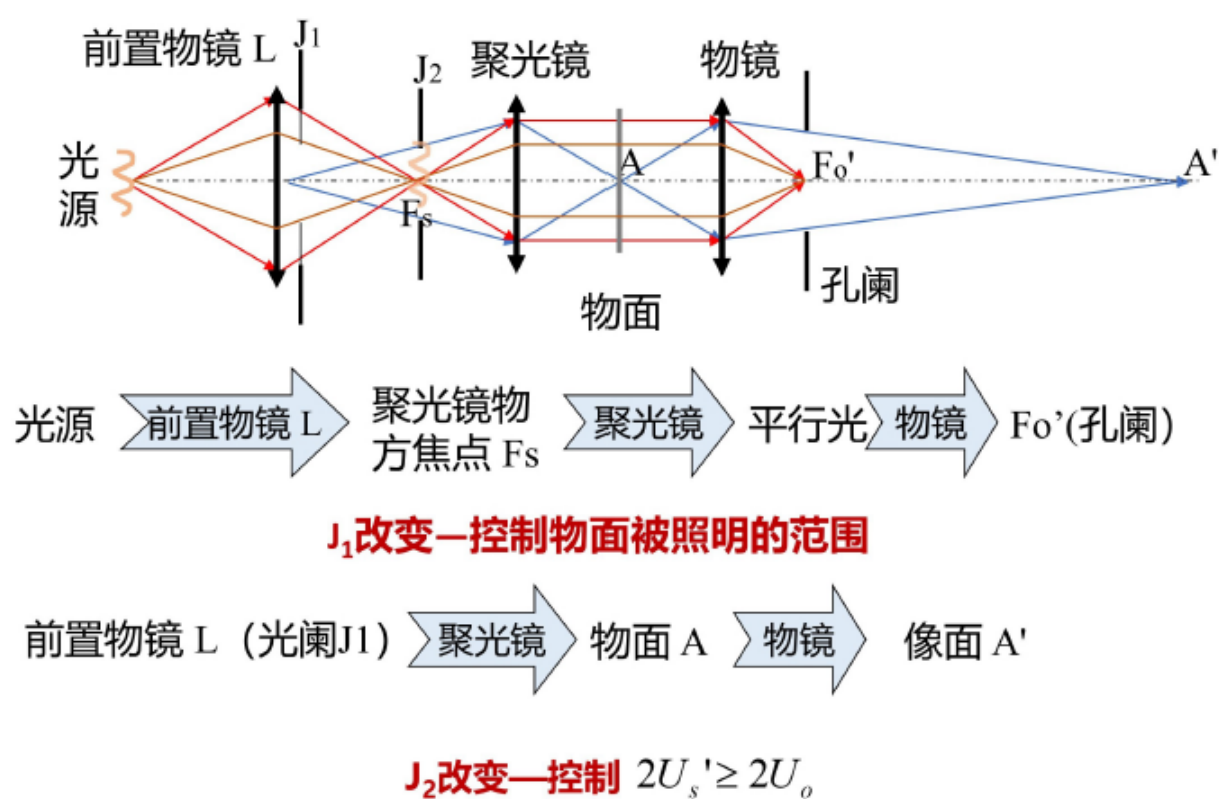 前置物镜 L
J1
J2
聚光镜
物镜
光源
Fs
A
Fo'
A'
物面
孔阑
光源
前置物镜 L
聚光镜物方焦点 Fs
聚光镜
平行光
物镜
Fo’(孔阑）
J1改变—控制物面被照明的范围
前置物镜 L（光阑J1）
聚光镜
物面 A
物镜
像面 A'
J2改变—控制 2Us'≥ 2Uo